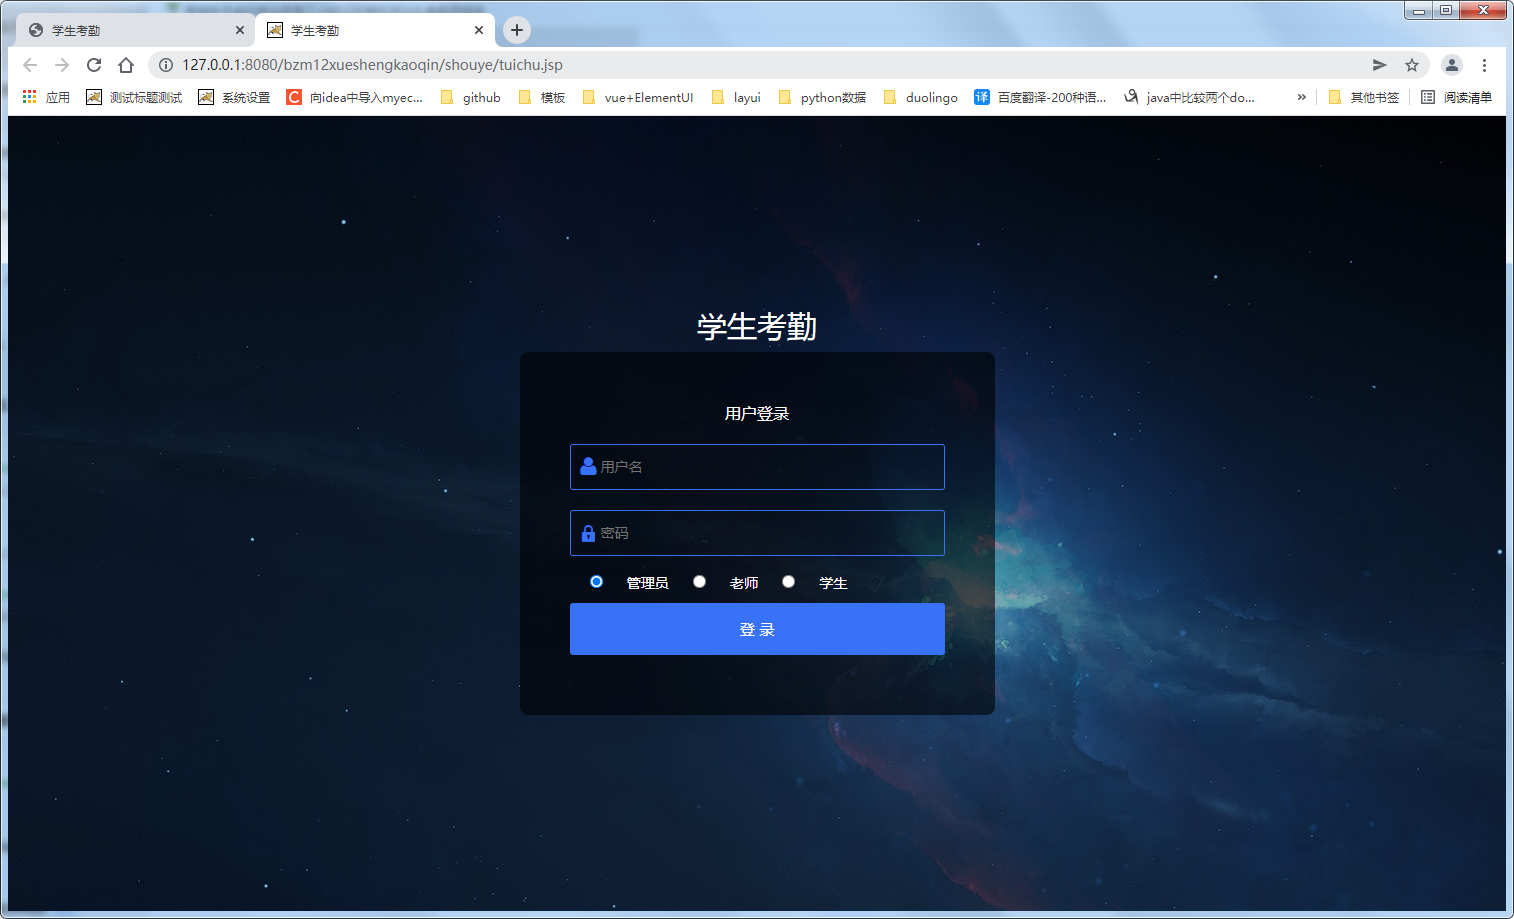 学生考勤
学生考勤
127.0.0.1:8080/bzm12xueshengkaoqin/shouye/tuichu.jsp
应用 测试标题测试 系统设置 C 向idea中导入myec... github 模板 vue+ElementUI layui python数据 duolingo 译 百度翻译-200种语... java中比较两个do... » 其他书签 阅读清单
学生考勤
用户登录
用户名
密码
管理员 老师 学生
登 录